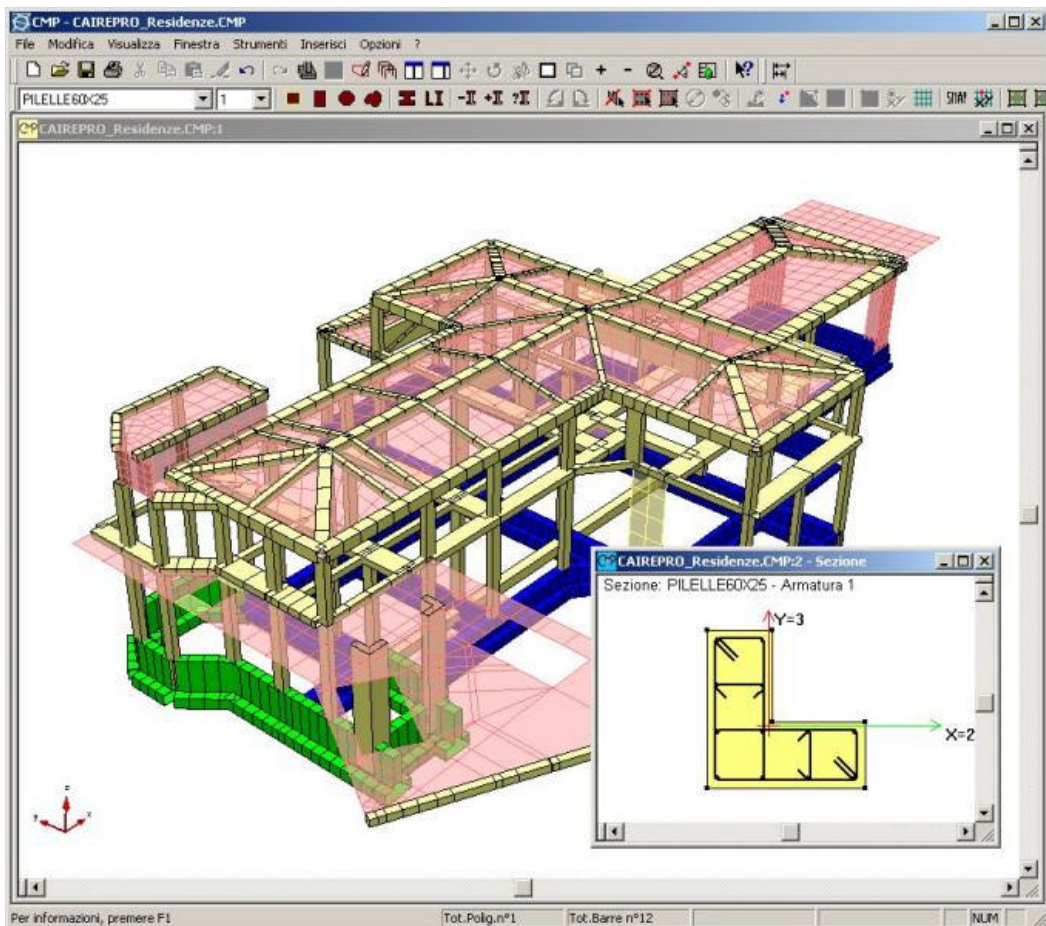 CMP - CAIREPRO_Residenze.CMP
File Modifica Visualizza Finestra Strumenti Inserisci Opzioni ?
PILELLE60X25 1
CAIREPRO_Residenze.CMP:1
CAIREPRO_Residenze.CMP:2 - Sezione
Sezione: PILELLE60X25 - Armatura 1
Y=3
X=2
Per informazioni, premere F1 Tot.Polig.n°1 Tot.Barre n°12 NUM